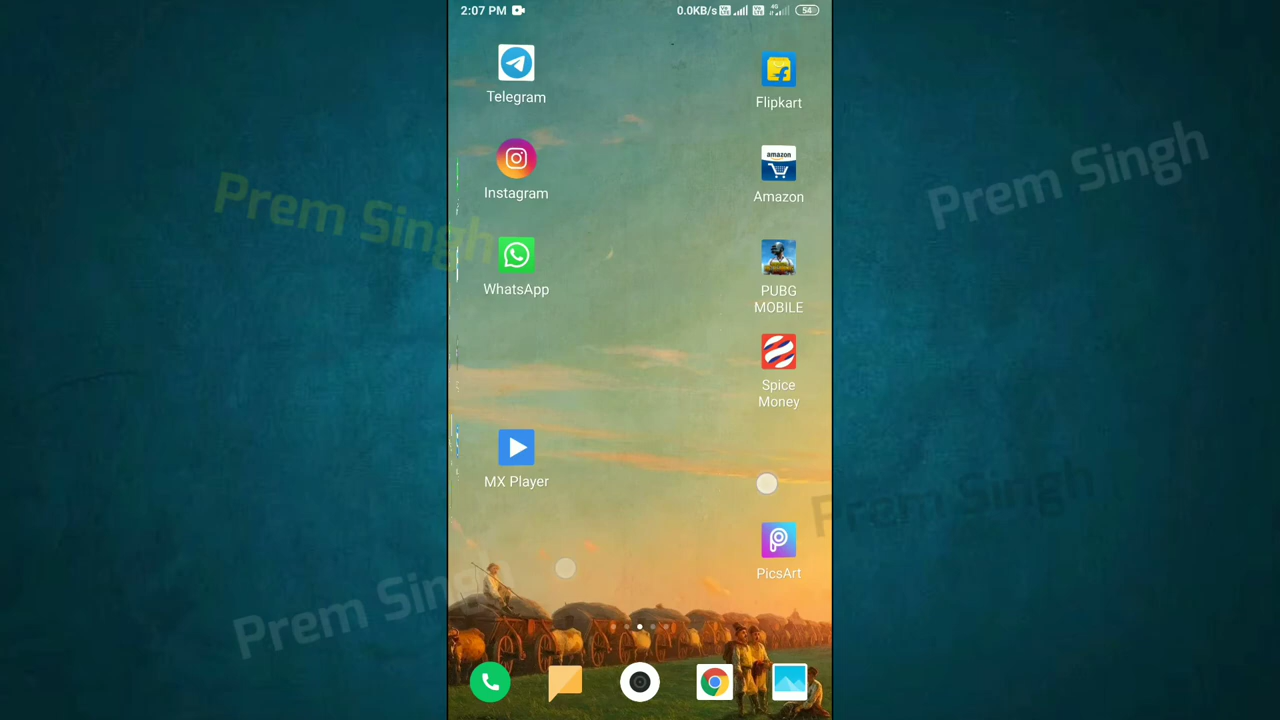 2:07 PM
0.0KB/s
4G
54
Telegram
Flipkart
Instagram
amazon
Amazon
WhatsApp
PUBG
MOBILE
Spice
Money
MX Player
PicsArt
Prem Singh
Prem Singh
Prem Singh
Prem Singh